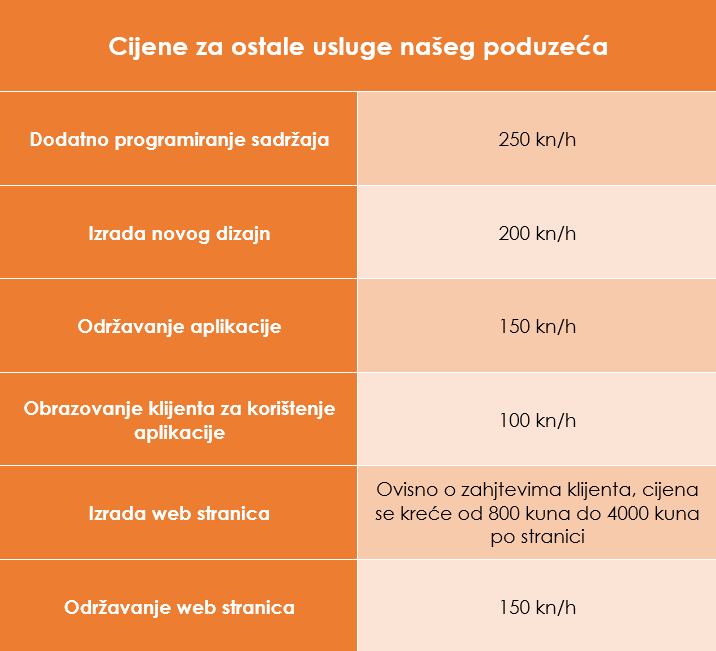 Cijene za ostale usluge našeg poduzeća
Dodatno programiranje sadržaja
250 kn/h
Izrada novog dizajn
200 kn/h
Održavanje aplikacije
150 kn/h
Obrazovanje klijenta za korištenje
aplikacije
100 kn/h
Izrada web stranica
Ovisno o zahjtevima klijenta, cijena
se kreće od 800 kuna do 4000 kuna
po stranici
Održavanje web stranica
150 kn/h